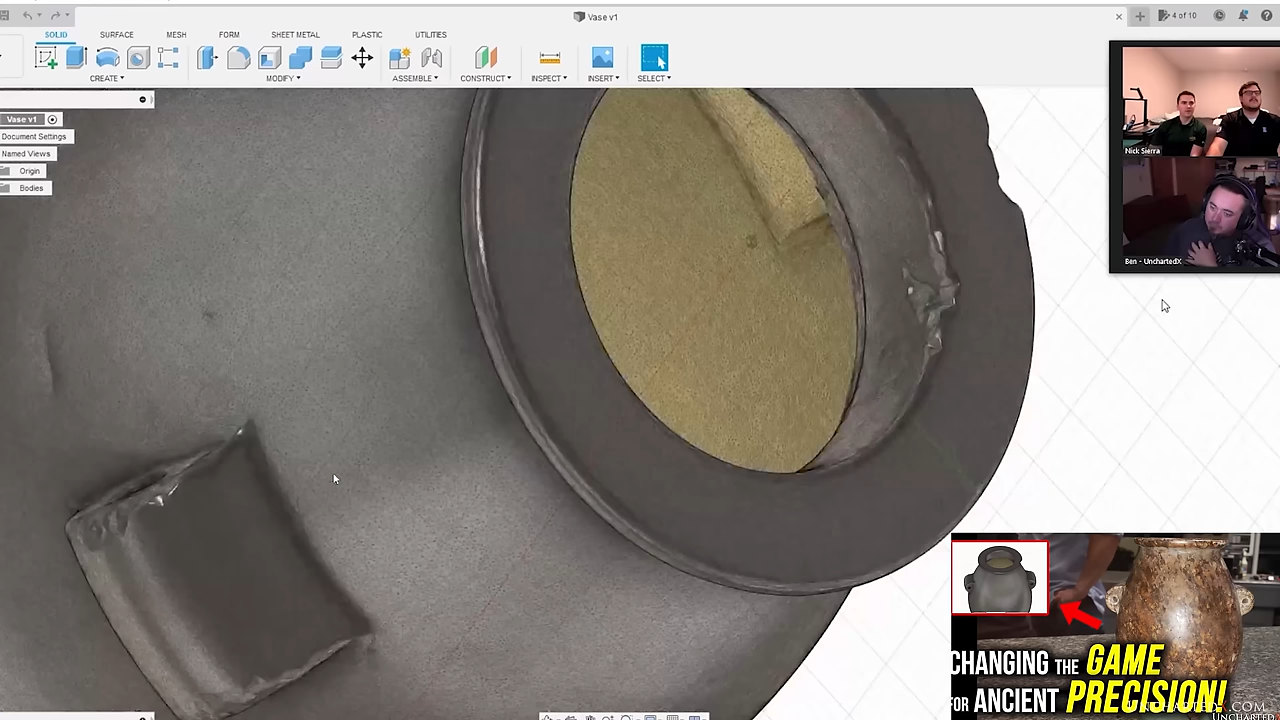 Vase v1
4 of 10
SOLID SURFACE MESH FORM SHEET METAL PLASTIC UTILITIES
CREATE MODIFY ASSEMBLE CONSTRUCT INSPECT INSERT SELECT
Vase v1
Document Settings
Named Views
Origin
Bodies
Nick Sierra
Ben - UnchartedX
CHANGING THE GAME
FOR ANCIENT PRECISION!